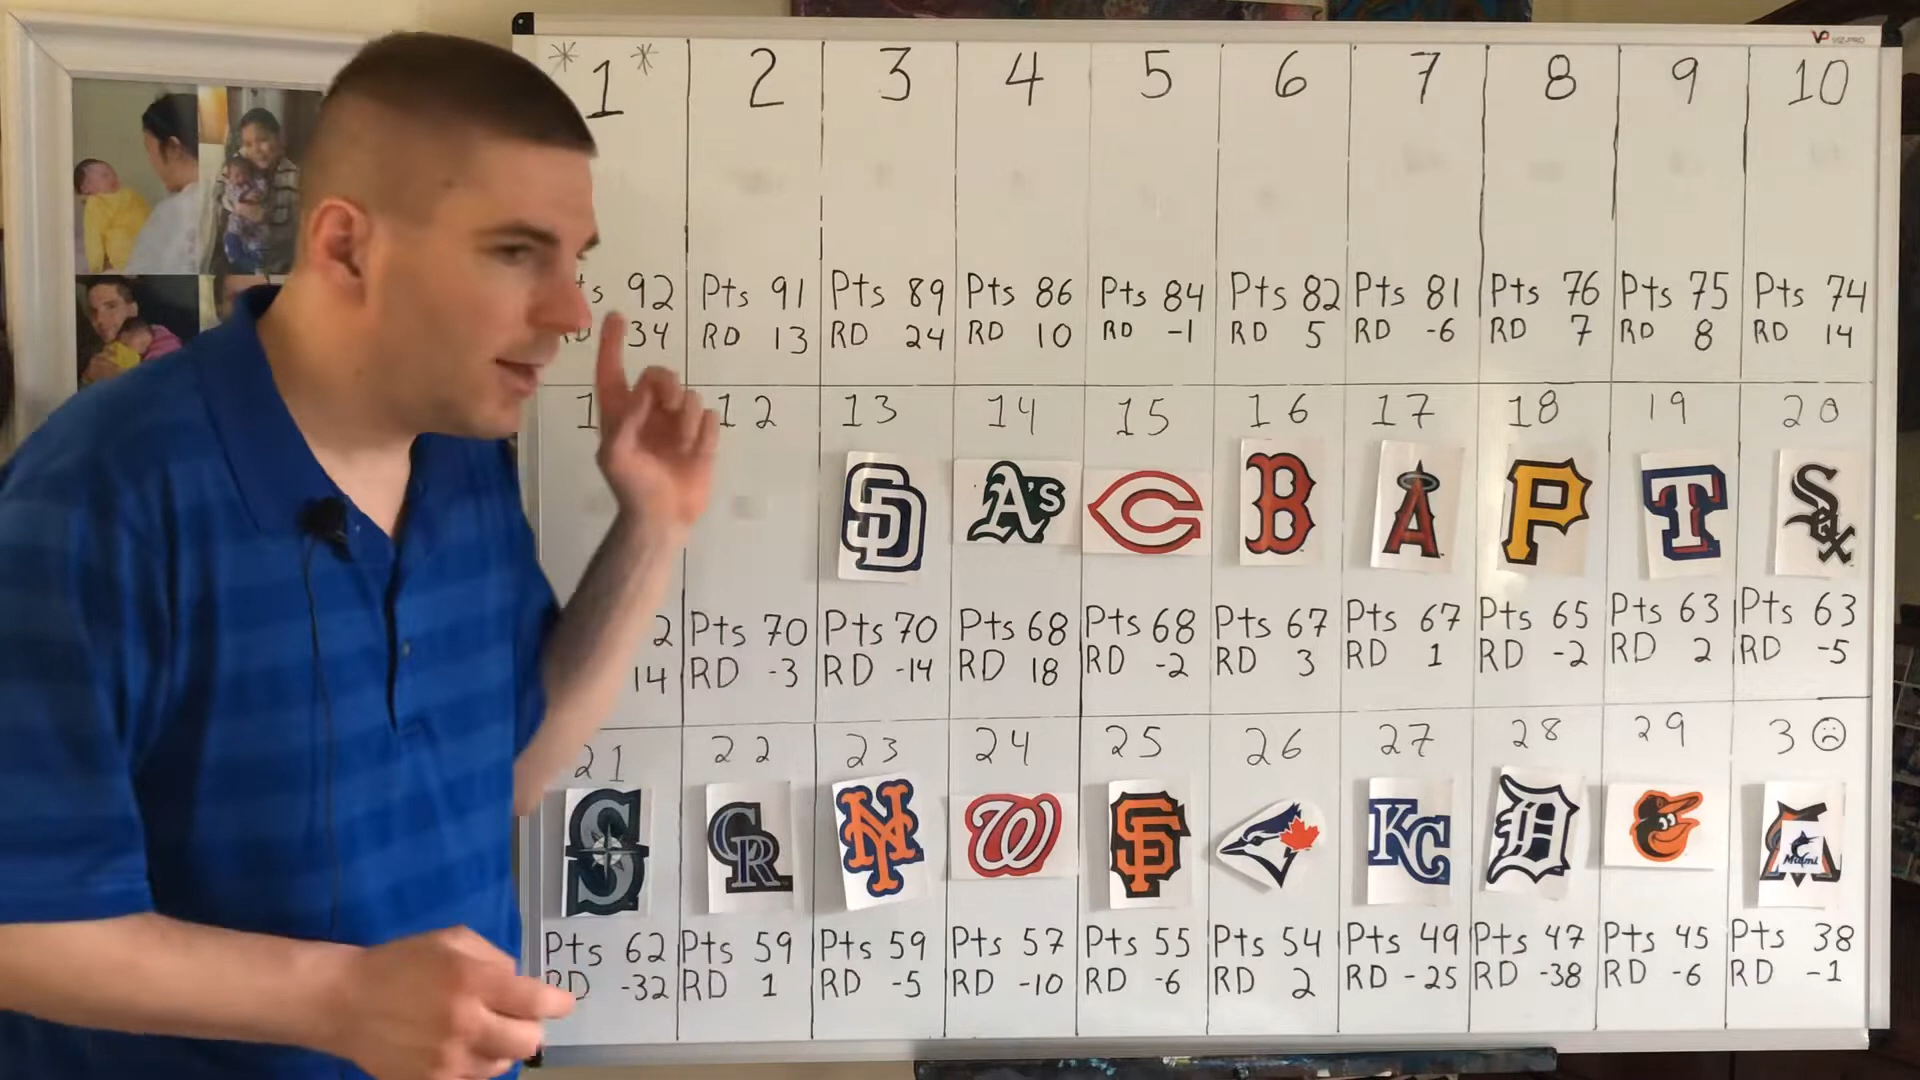 VIZ-PRO
* 1 * 2 3 4 5 6 7 8 9 10
ts 92 Pts 91 Pts 89 Pts 86 Pts 84 Pts 82 Pts 81 Pts 76 Pts 75 Pts 74
34 RD 13 RD 24 RD 10 RD -1 RD 5 RD -6 RD 7 RD 8 RD 14
1 12 13 14 15 16 17 18 19 20
SD A's C B A P T Sox
2 Pts 70 Pts 70 Pts 68 Pts 68 Pts 67 Pts 67 Pts 65 Pts 63 Pts 63
14 RD -3 RD -14 RD 18 RD -2 RD 3 RD 1 RD -2 RD 2 RD -5
21 22 23 24 25 26 27 28 29 3☹
S CR NY W SF KC D Miami
Pts 62 Pts 59 Pts 59 Pts 57 Pts 55 Pts 54 Pts 49 Pts 47 Pts 45 Pts 38
RD -32 RD 1 RD -5 RD -10 RD -6 RD 2 RD -25 RD -38 RD -6 RD -1